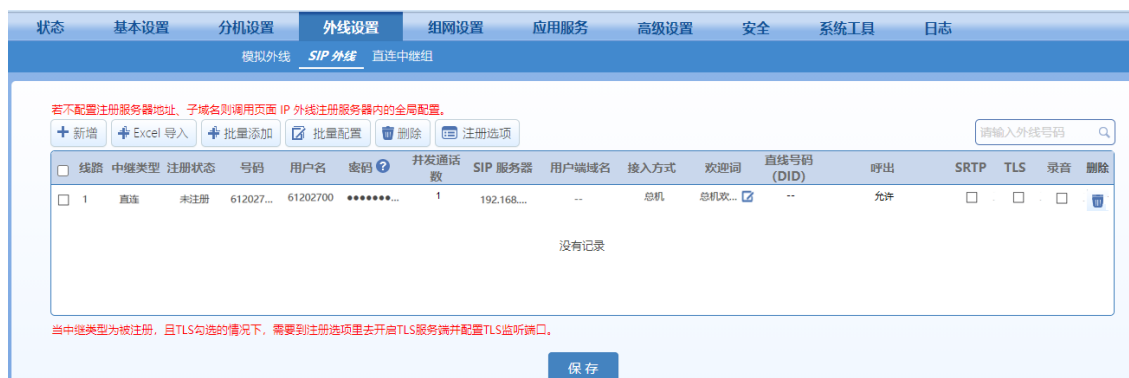 状态 基本设置 分机设置 外线设置 组网设置 应用服务 高级设置 安全 系统工具 日志
模拟外线 SIP 外线 直连中继组
若不配置注册服务器地址、子域名则调用页面 IP 外线注册服务器内的全局配置。
新增 Excel 导入 批量添加 批量配置 删除 注册选项 请输入外线号码
线路 中继类型 注册状态 号码 用户名 密码 并发通话数 SIP 服务器 用户端域名 接入方式 欢迎词 直线号码(DID) 呼出 SRTP TLS 录音 删除
1 直连 未注册 612027... 61202700 ●●●●●●●... 1 192.168.... -- 总机 总机欢... -- 允许
没有记录
当中继类型为被注册，且TLS勾选的情况下，需要到注册选项里去开启TLS服务端并配置TLS监听端口。
保存